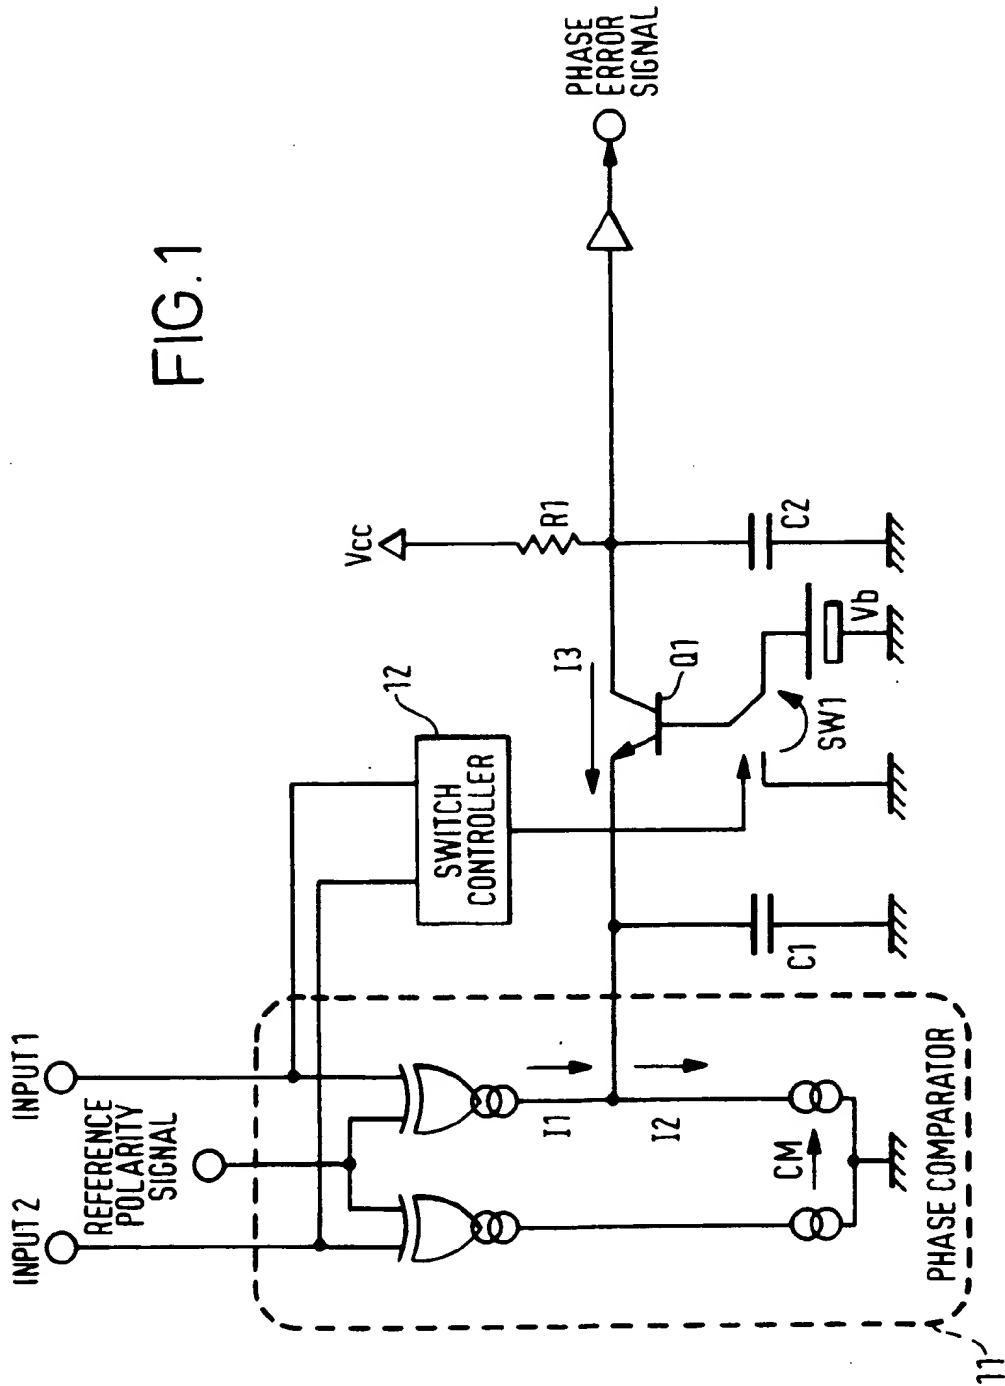 FIG. 1
INPUT 1
INPUT 2
REFERENCE
POLARITY
SIGNAL
SWITCH
CONTROLLER
12
I1
I2
CM
PHASE COMPARATOR
11
C1
I3
Q1
SW1
Vb
Vcc
R1
C2
PHASE
ERROR
SIGNAL